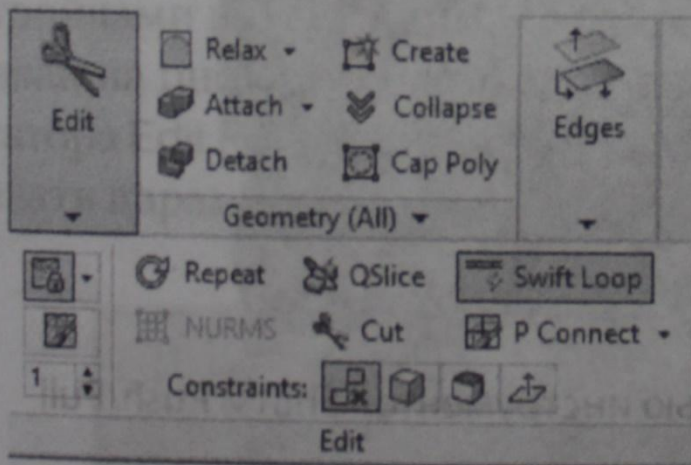 Relax Create
Edit Attach Collapse Edges
Detach Cap Poly
Geometry (All)
Repeat QSlice Swift Loop
NURMS Cut P Connect
1 Constraints:
Edit